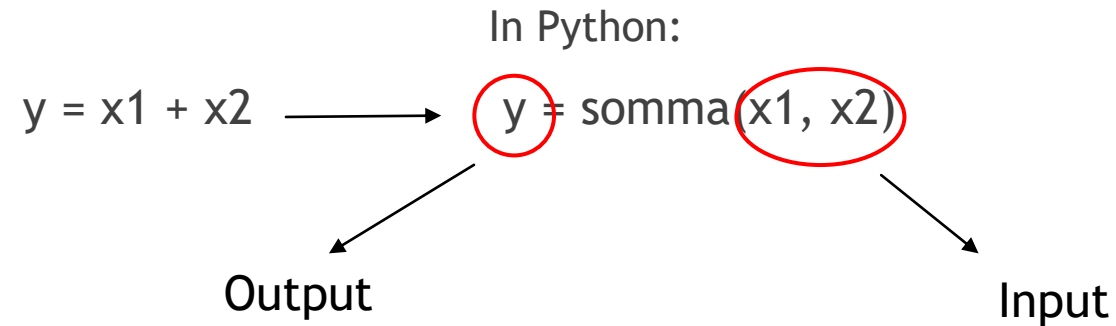 In Python:
y = x1 + x2
y = somma(x1, x2)
Output
Input